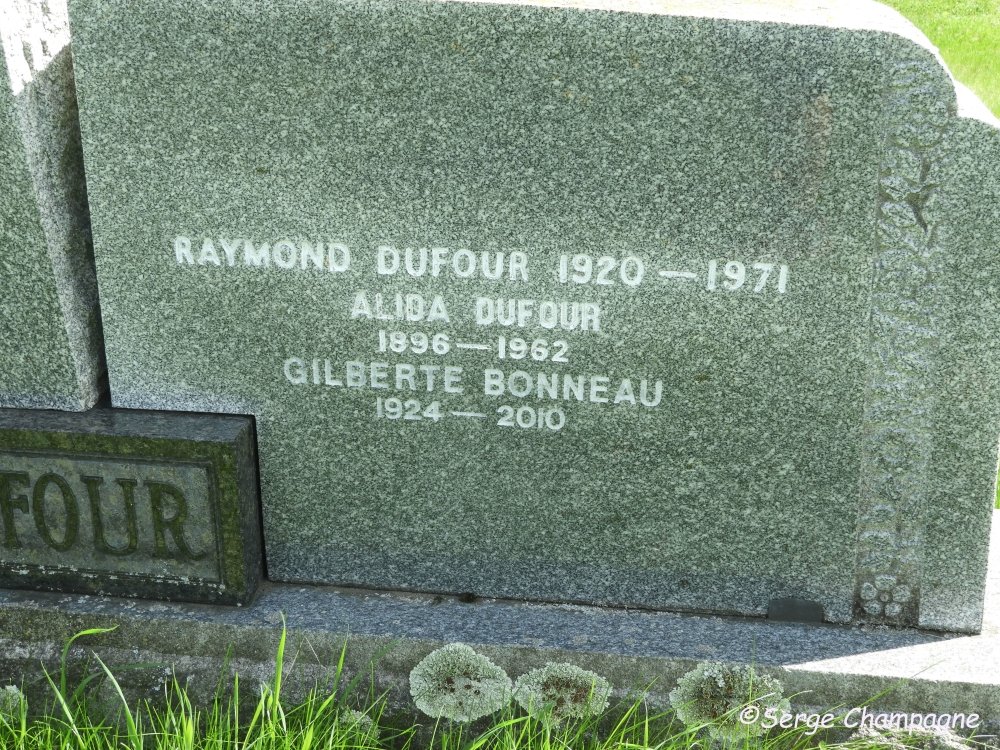 RAYMOND DUFOUR 1920 — 1971
ALIDA DUFOUR
1896 — 1962
GILBERTE BONNEAU
1924 — 2010
FOUR
©Serge Champagne